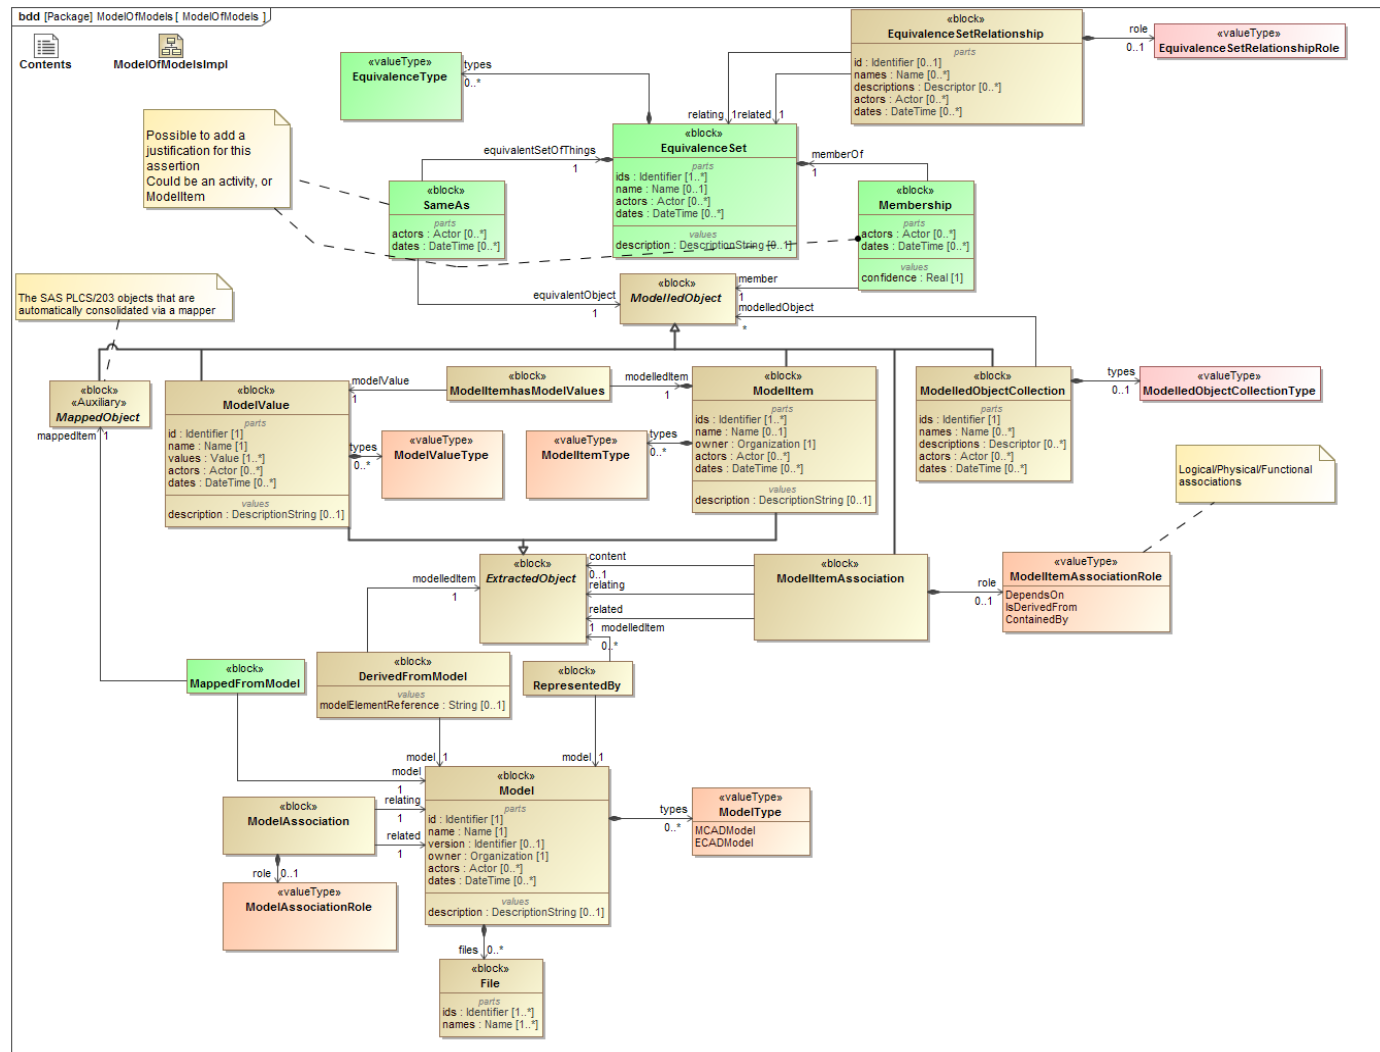 bdd [Package] ModelOfModels [ ModelOfModels ]
Contents
ModelOfModelsImpl
«valueType»
EquivalenceType
types
0..*
«block»
EquivalenceSetRelationship
parts
id : Identifier [0..1]
names : Name [0..*]
descriptions : Descriptor [0..*]
actors : Actor [0..*]
dates : DateTime [0..*]
role
0..1
«valueType»
EquivalenceSetRelationshipRole
relating
1
related
1
Possible to add a
justification for this
assertion
Could be an activity, or
ModelItem
equivalentSetOfThings
1
«block»
EquivalenceSet
parts
ids : Identifier [1..*]
name : Name [0..1]
actors : Actor [0..*]
dates : DateTime [0..*]
values
description : DescriptionString [0..1]
memberOf
1
«block»
SameAs
parts
actors : Actor [0..*]
dates : DateTime [0..*]
«block»
Membership
parts
actors : Actor [0..*]
dates : DateTime [0..*]
values
confidence : Real [1]
The SAS PLCS/203 objects that are
automatically consolidated via a mapper
equivalentObject
1
«block»
ModelledObject
member
1
modelledObject
*
«block»
«Auxiliary»
MappedObject
mappedItem
1
«block»
ModelValue
parts
id : Identifier [1]
name : Name [1]
values : Value [1..*]
actors : Actor [0..*]
dates : DateTime [0..*]
values
description : DescriptionString [0..1]
modelValue
1
«block»
ModelItemhasModelValues
modelledItem
1
«block»
ModelItem
parts
ids : Identifier [1..*]
name : Name [0..1]
owner : Organization [1]
actors : Actor [0..*]
dates : DateTime [0..*]
values
description : DescriptionString [0..1]
«block»
ModelledObjectCollection
parts
ids : Identifier [1]
names : Name [0..*]
descriptions : Descriptor [0..*]
actors : Actor [0..*]
dates : DateTime [0..*]
types
0..1
«valueType»
ModelledObjectCollectionType
types
0..*
«valueType»
ModelValueType
«valueType»
ModelItemType
types
0..*
Logical/Physical/Functional
associations
modelledItem
1
«block»
ExtractedObject
content
0..1
relating
related
1
modelledItem
0..*
«block»
ModelItemAssociation
role
0..1
«valueType»
ModelItemAssociationRole
DependsOn
IsDerivedFrom
ContainedBy
«block»
MappedFromModel
«block»
DerivedFromModel
values
modelElementReference : String [0..1]
«block»
RepresentedBy
model
1
model
1
model
1
«block»
Model
parts
id : Identifier [1]
name : Name [1]
version : Identifier [0..1]
owner : Organization [1]
actors : Actor [0..*]
dates : DateTime [0..*]
values
description : DescriptionString [0..1]
«block»
ModelAssociation
relating
1
related
1
role
0..1
«valueType»
ModelAssociationRole
types
0..*
«valueType»
ModelType
MCADModel
ECADModel
files
0..*
«block»
File
parts
ids : Identifier [1..*]
names : Name [1..*]